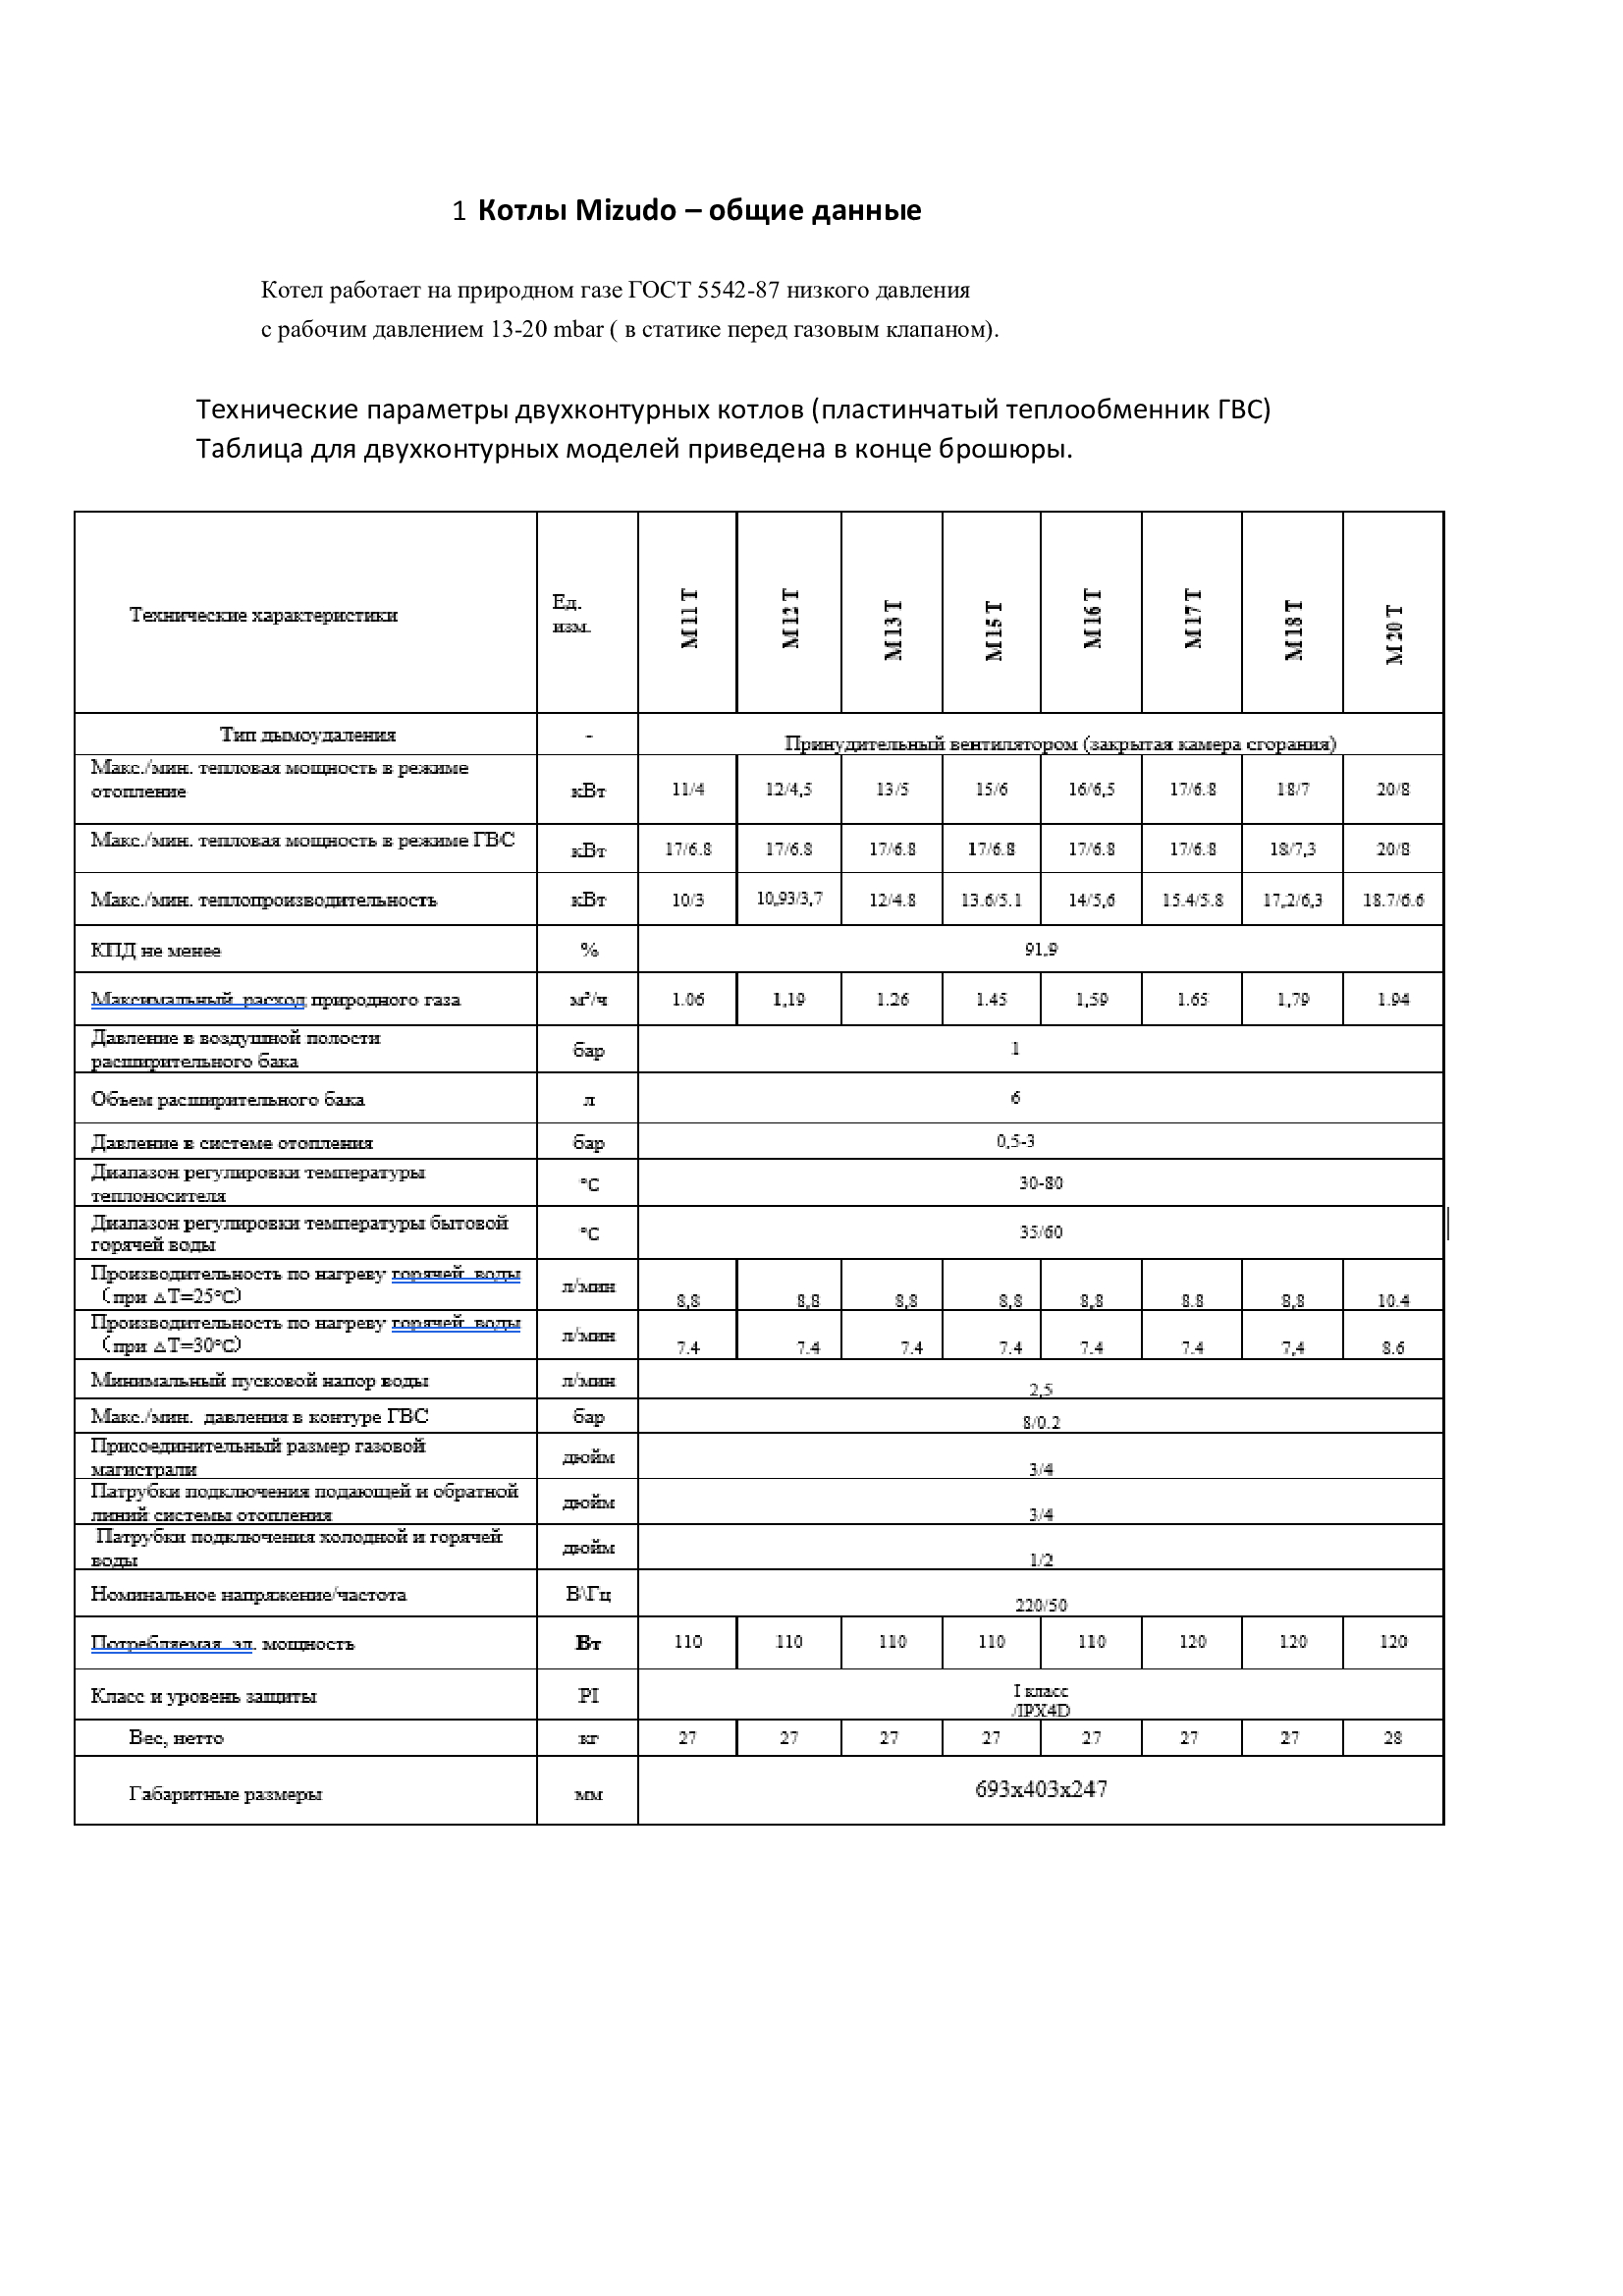 1 Котлы Mizudo – общие данные
Котел работает на природном газе ГОСТ 5542-87 низкого давления
с рабочим давлением 13-20 mbar ( в статике перед газовым клапаном).
Технические параметры двухконтурных котлов (пластинчатый теплообменник ГВС)
Таблица для двухконтурных моделей приведена в конце брошюры.
Технические характеристики Ед. изм. М11 Т М12 Т М13 Т М15 Т М16 Т М17 Т М18 Т М20 Т
Тип дымоудаления - Принудительный вентилятором (закрытая камера сгорания)
Макс./мин. тепловая мощность в режиме
отопление кВт 11/4 12/4,5 13/5 15/6 16/6,5 17/6.8 18/7 20/8
Макс./мин. тепловая мощность в режиме ГВС кВт 17/6.8 17/6.8 17/6.8 17/6.8 17/6.8 17/6.8 18/7,3 20/8
Макс./мин. теплопроизводительность кВт 10/3 10,93/3,7 12/4.8 13.6/5.1 14/5,6 15.4/5.8 17,2/6,3 18.7/6.6
КПД не менее % 91,9
Максимальный расход природного газа м³/ч 1.06 1,19 1.26 1.45 1,59 1.65 1,79 1.94
Давление в воздушной полости
расширительного бака бар 1
Объем расширительного бака л 6
Давление в системе отопления бар 0,5-3
Диапазон регулировки температуры
теплоносителя °С 30-80
Диапазон регулировки температуры бытовой
горячей воды °С 35/60
Производительность по нагреву горячей воды
(при △T=25°C) л/мин 8,8 8,8 8,8 8,8 8,8 8.8 8,8 10.4
Производительность по нагреву горячей воды
(при △T=30°C) л/мин 7.4 7.4 7.4 7.4 7.4 7.4 7,4 8.6
Минимальный пусковой напор воды л/мин 2,5
Макс./мин. давления в контуре ГВС бар 8/0.2
Присоединительный размер газовой
магистрали дюйм 3/4
Патрубки подключения подающей и обратной
линий системы отопления дюйм 3/4
Патрубки подключения холодной и горячей
воды дюйм 1/2
Номинальное напряжение/частота В\Гц 220/50
Потребляемая эл. мощность Вт 110 110 110 110 110 120 120 120
Класс и уровень защиты PI I класс
/IPX4D
Вес, нетто кг 27 27 27 27 27 27 27 28
Габаритные размеры мм 693х403х247